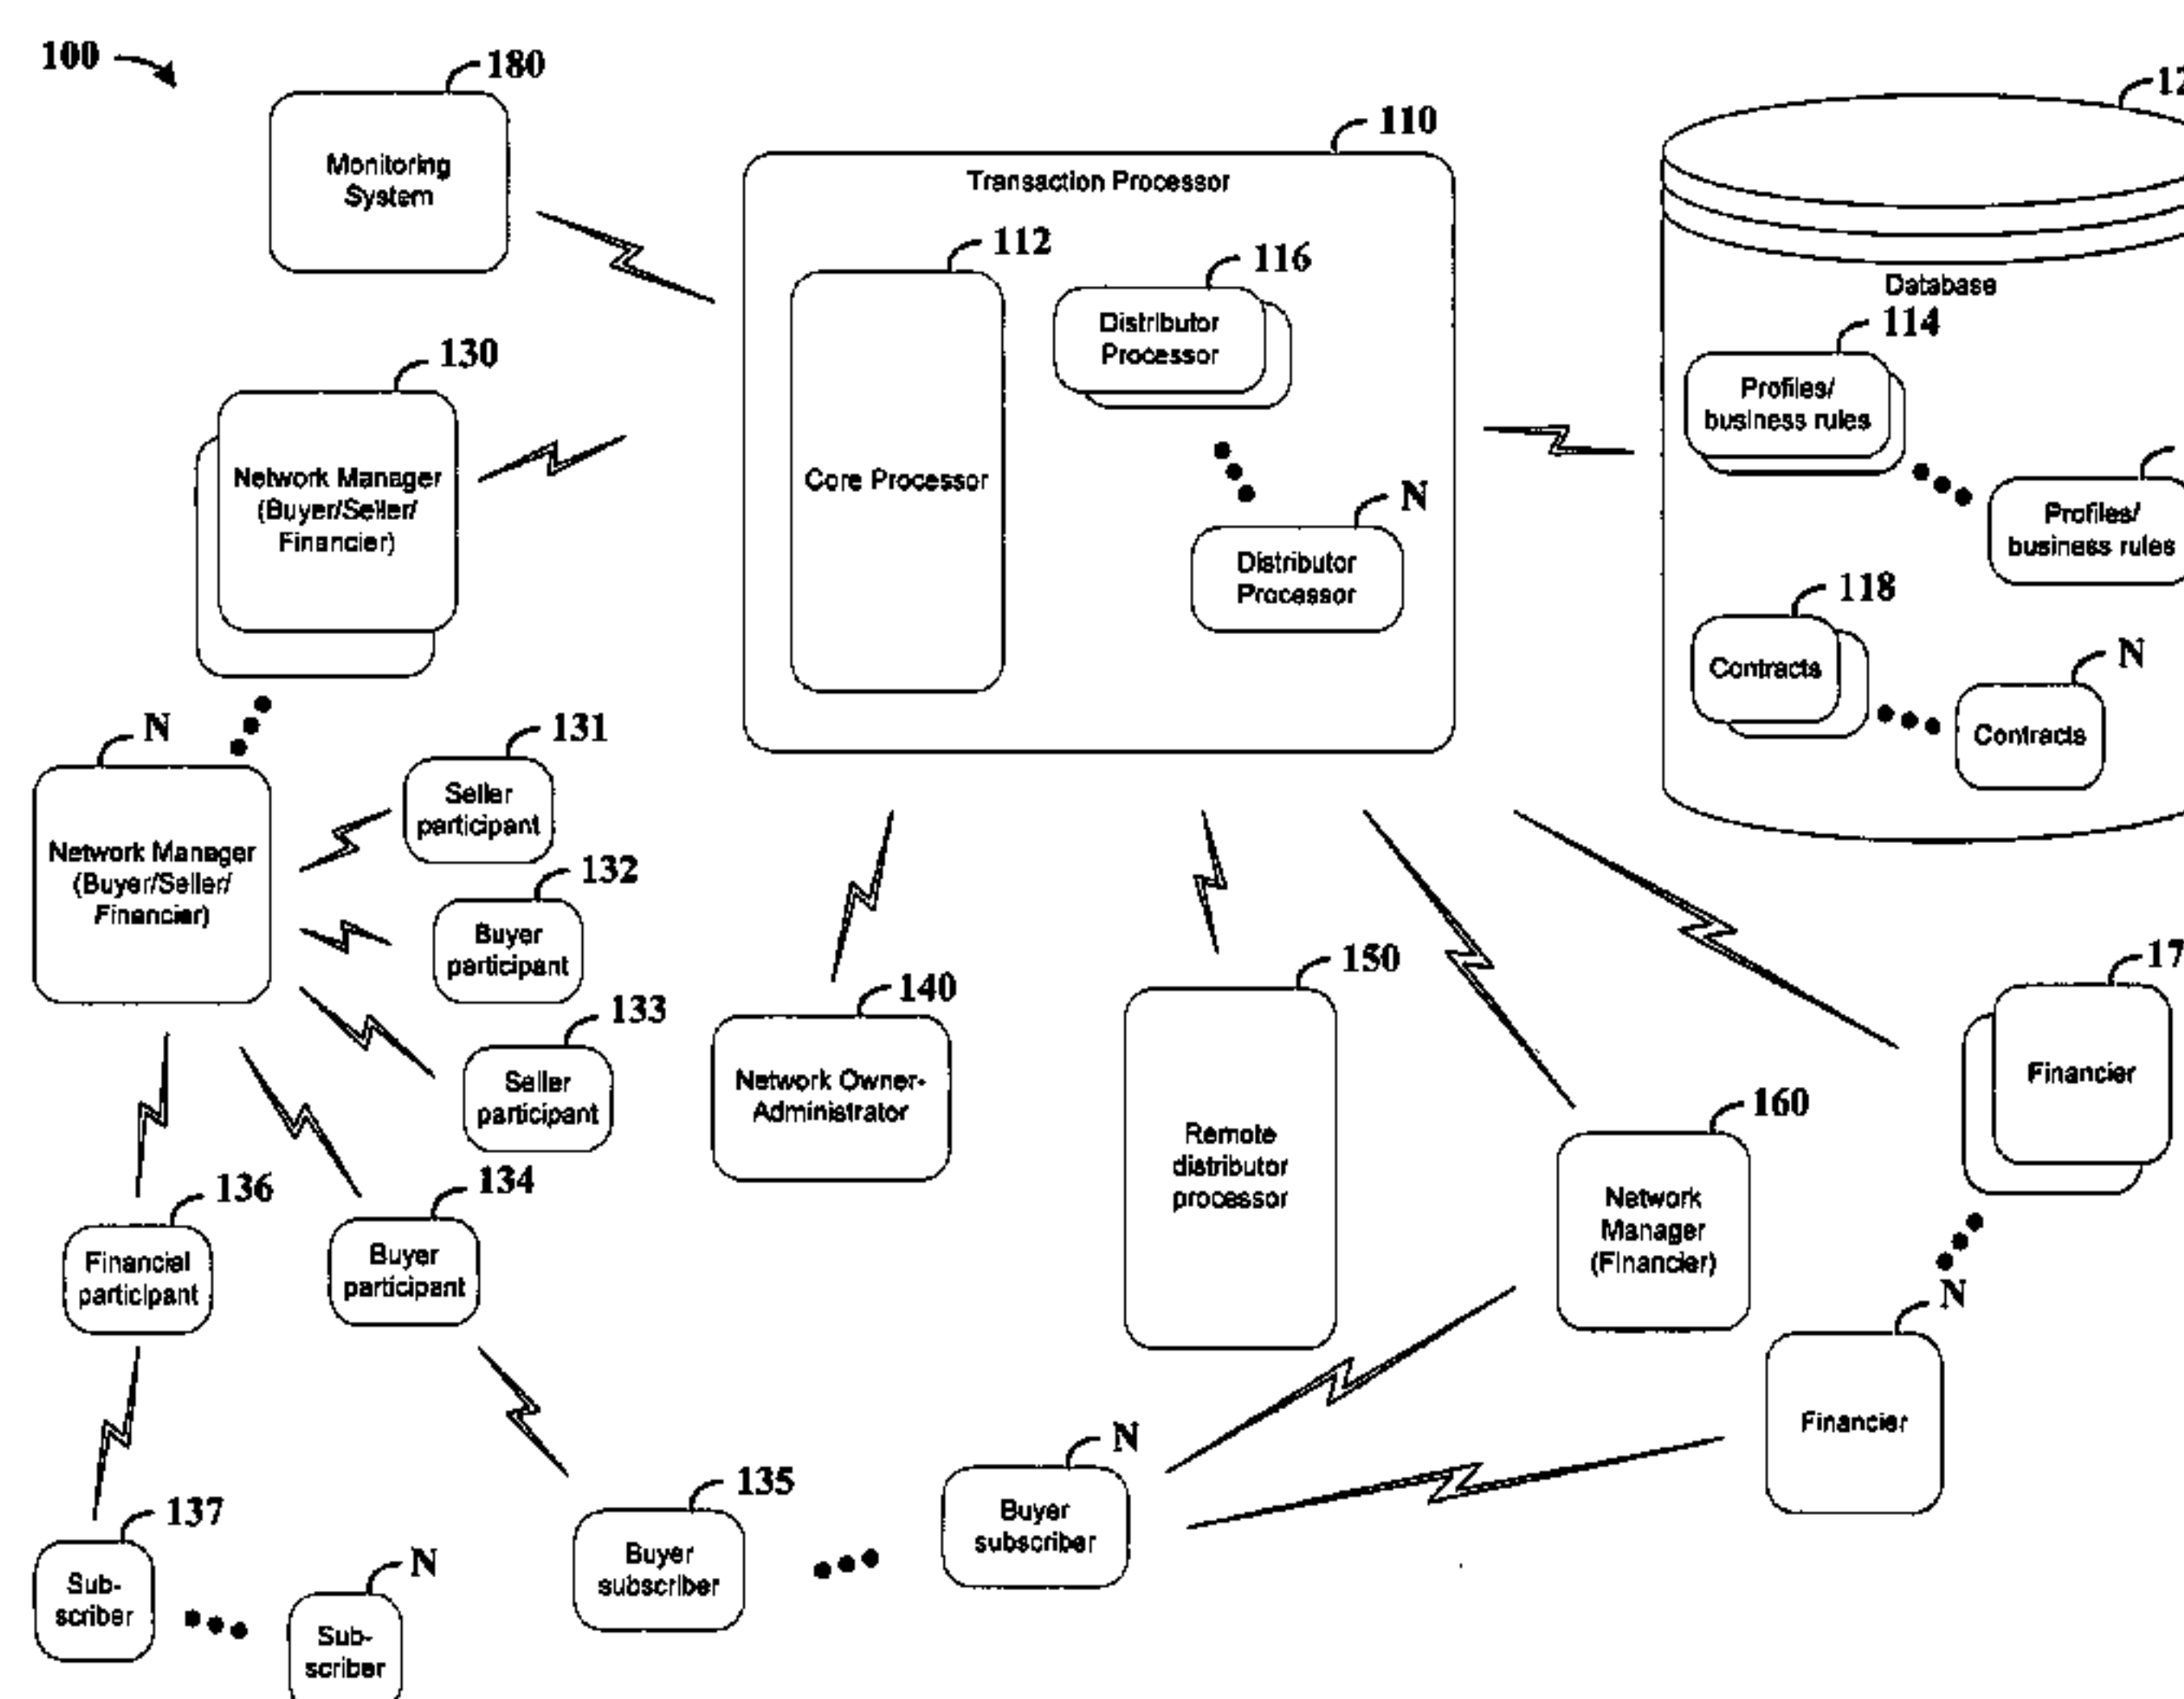 100
180
Monitoring
System
110
Transaction Processor
112
Core Processor
116
Distributor
Processor
N
Distributor
Processor
Database
114
Profiles/
business rules
Profiles/
business rules
118
Contracts
N
Contracts
130
Network Manager
(Buyer/Seller/
Financier)
N
Network Manager
(Buyer/Seller/
Financier)
131
Seller
participant
132
Buyer
participant
133
Seller
participant
134
Buyer
participant
136
Financial
participant
137
Sub-
scriber
N
Sub-
scriber
135
Buyer
subscriber
N
Buyer
subscriber
140
Network Owner-
Administrator
150
Remote
distributor
processor
160
Network
Manager
(Financier)
Financier
N
Financier